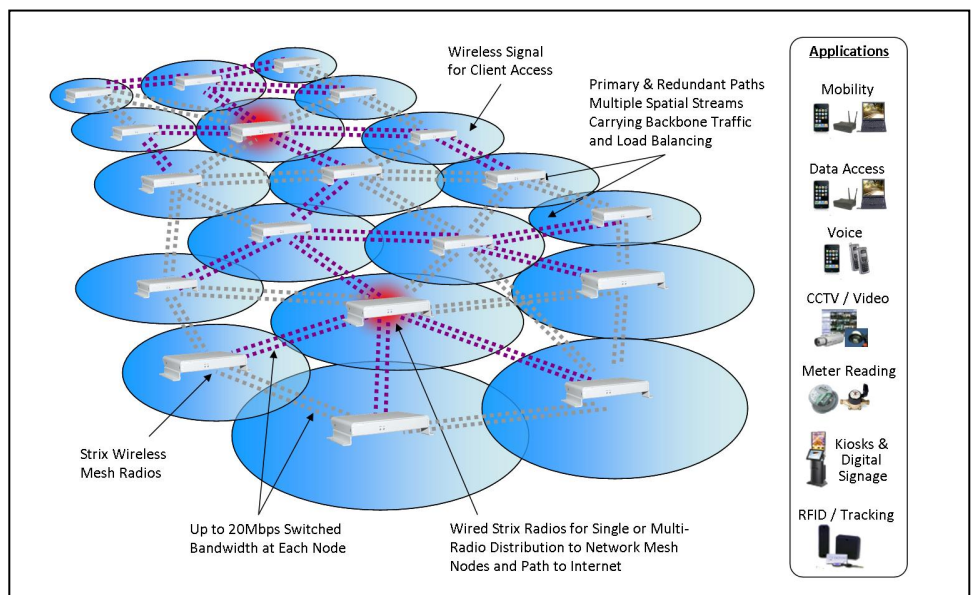 Wireless Signal
for Client Access
Primary & Redundant Paths
Multiple Spatial Streams
Carrying Backbone Traffic
and Load Balancing
Strix Wireless
Mesh Radios
Up to 20Mbps Switched
Bandwidth at Each Node
Wired Strix Radios for Single or Multi-
Radio Distribution to Network Mesh
Nodes and Path to Internet
Applications
Mobility
Data Access
Voice
CCTV / Video
Meter Reading
Kiosks &
Digital
Signage
RFID / Tracking